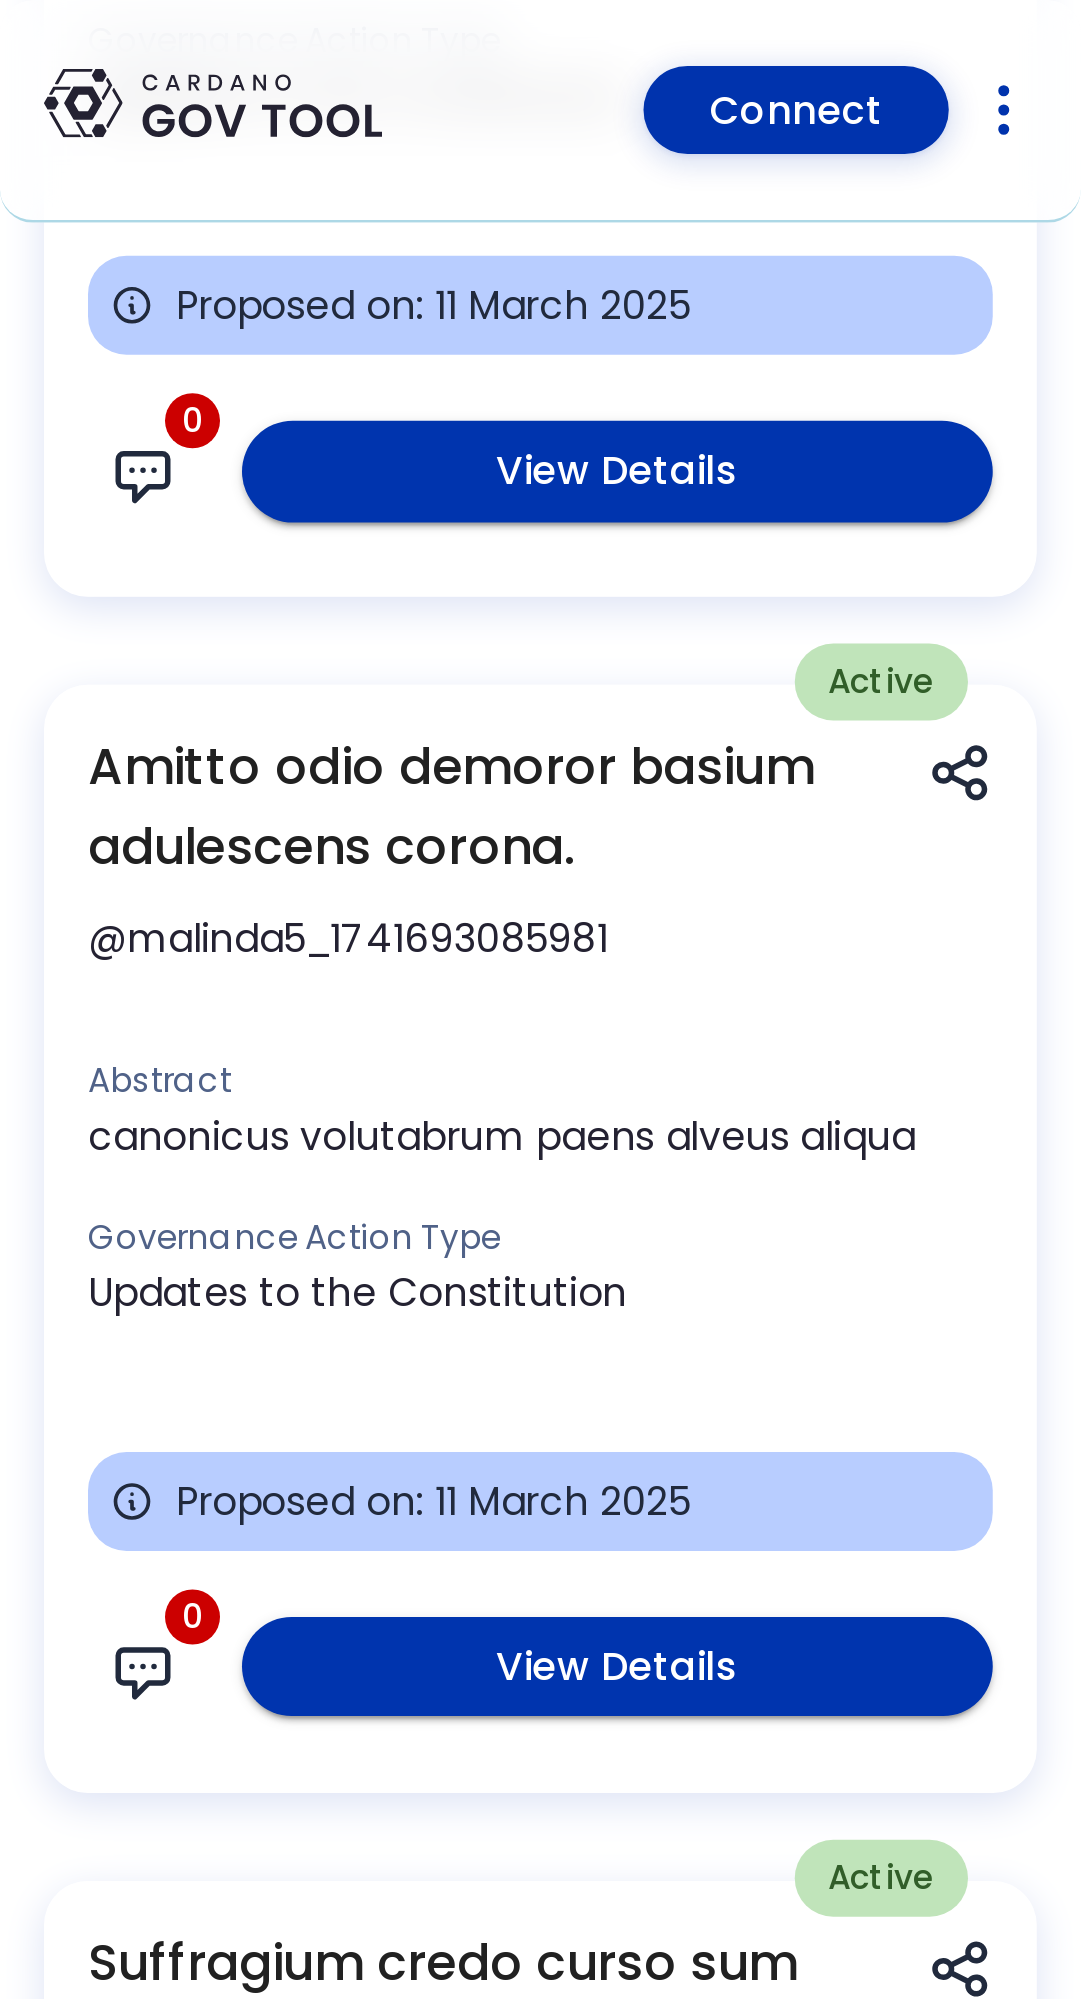 Governance Action Type
CARDANO
GOV TOOL
Connect
Proposed on: 11 March 2025
0
View Details
Active
Amitto odio demoror basium
adulescens corona.
@malinda5_1741693085981
Abstract
canonicus volutabrum paens alveus aliqua
Governance Action Type
Updates to the Constitution
Proposed on: 11 March 2025
0
View Details
Active
Suffragium credo curso sum